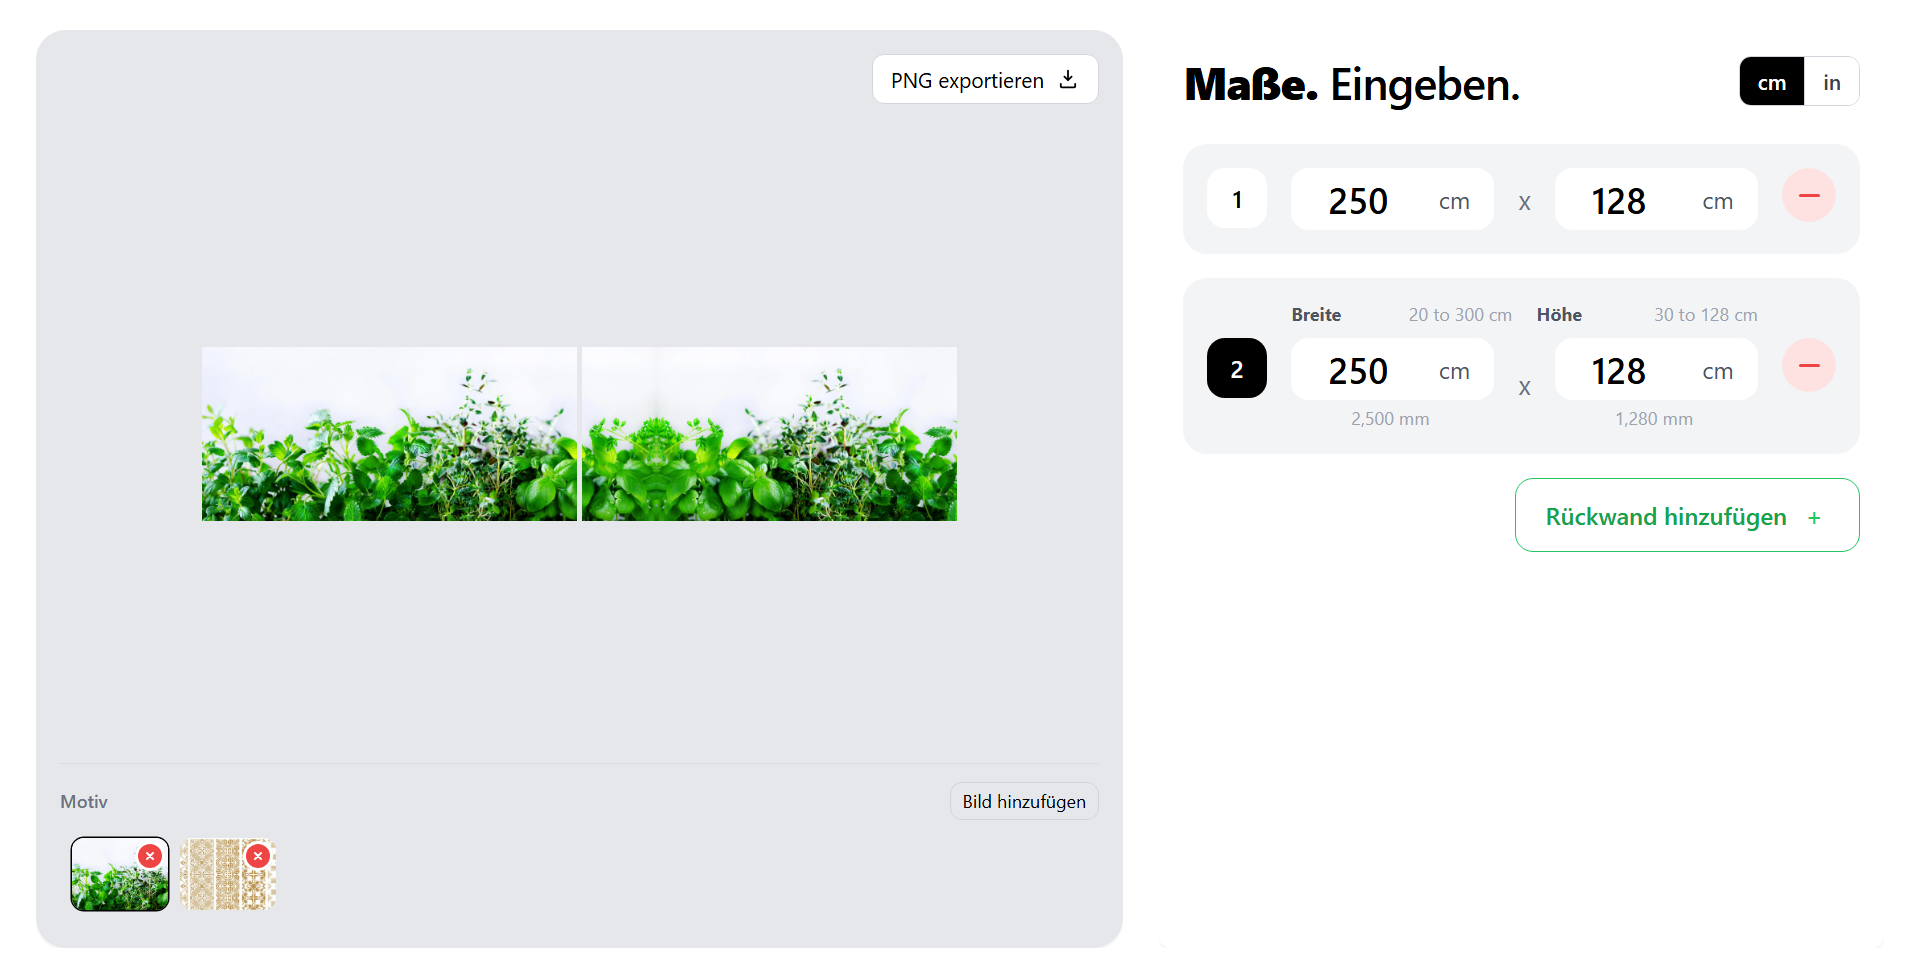 PNG exportieren
Maße. Eingeben.
cm in
1 250 cm x 128 cm
Breite 20 to 300 cm Höhe 30 to 128 cm
2 250 cm x 128 cm
2,500 mm 1,280 mm
Rückwand hinzufügen +
Motiv
Bild hinzufügen